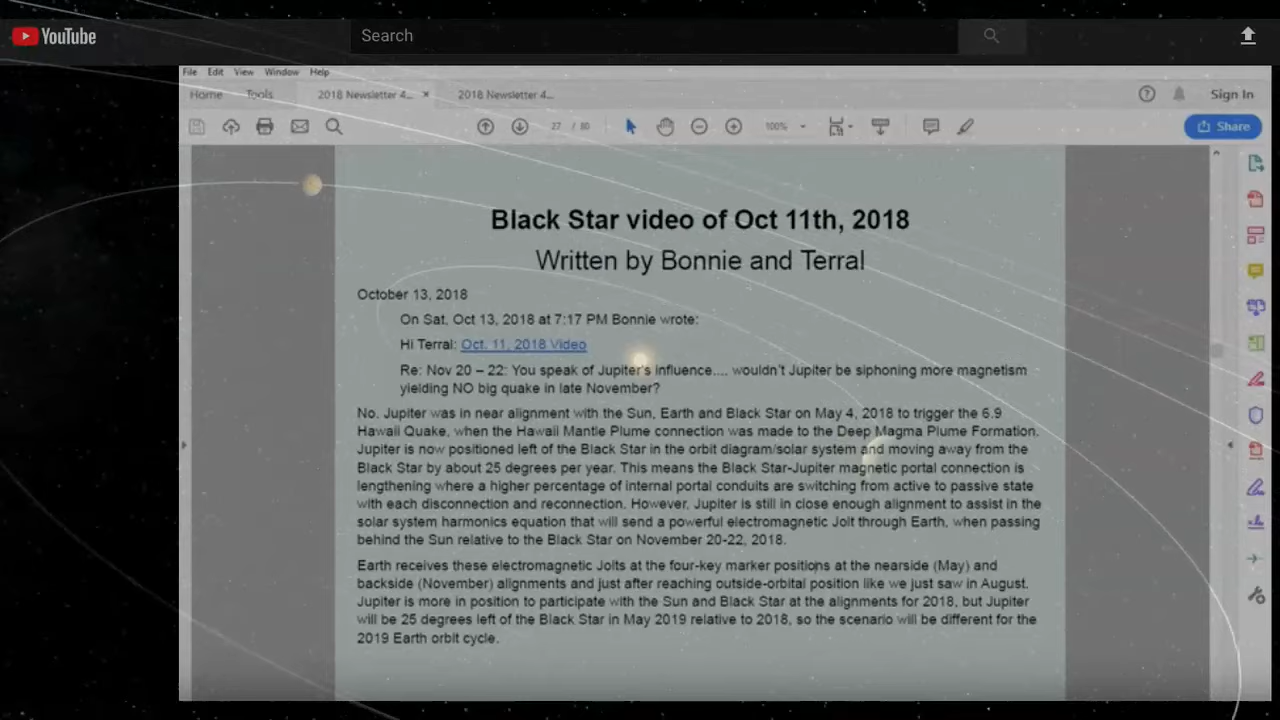 YouTube
Search
File Edit View Window Help
Home Tools 2018 Newsletter 4... × 2018 Newsletter 4... Sign In
27 / 80 100% Share
Black Star video of Oct 11th, 2018
Written by Bonnie and Terral
October 13, 2018
On Sat, Oct 13, 2018 at 7:17 PM Bonnie wrote:
Hi Terral: Oct. 11, 2018 Video
Re: Nov 20 – 22: You speak of Jupiter's influence.... wouldn't Jupiter be siphoning more magnetism
yielding NO big quake in late November?
No. Jupiter was in near alignment with the Sun, Earth and Black Star on May 4, 2018 to trigger the 6.9
Hawaii Quake, when the Hawaii Mantle Plume connection was made to the Deep Magma Plume Formation.
Jupiter is now positioned left of the Black Star in the orbit diagram/solar system and moving away from the
Black Star by about 25 degrees per year. This means the Black Star-Jupiter magnetic portal connection is
lengthening where a higher percentage of internal portal conduits are switching from active to passive state
with each disconnection and reconnection. However, Jupiter is still in close enough alignment to assist in the
solar system harmonics equation that will send a powerful electromagnetic Jolt through Earth, when passing
behind the Sun relative to the Black Star on November 20-22, 2018.
Earth receives these electromagnetic Jolts at the four-key marker positions at the nearside (May) and
backside (November) alignments and just after reaching outside-orbital position like we just saw in August.
Jupiter is more in position to participate with the Sun and Black Star at the alignments for 2018, but Jupiter
will be 25 degrees left of the Black Star in May 2019 relative to 2018, so the scenario will be different for the
2019 Earth orbit cycle.